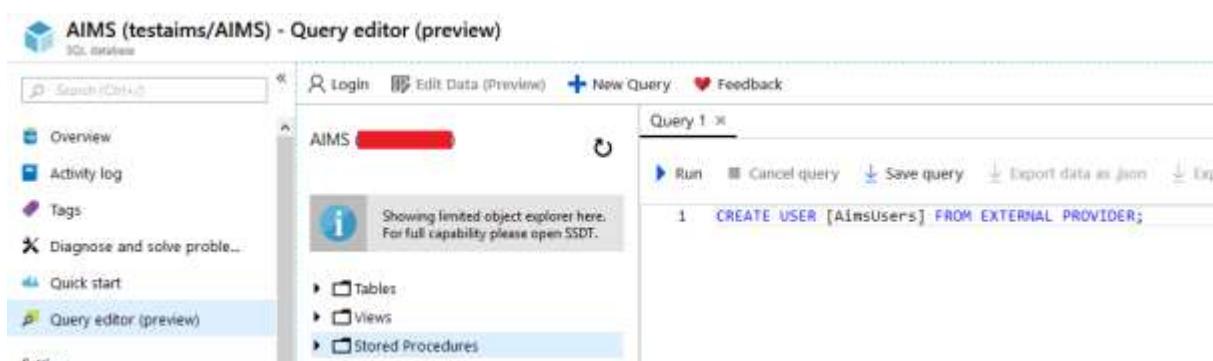 AIMS (testaims/AIMS) - Query editor (preview)
SQL database
Search (Ctrl+/)
«
Overview
Activity log
Tags
Diagnose and solve proble...
Quick start
Query editor (preview)
Login Edit Data (Preview) New Query Feedback
AIMS (
Showing limited object explorer here.
For full capability please open SSDT.
Tables
Views
Stored Procedures
Query 1 ×
Run Cancel query Save query Export data as .json
1 CREATE USER [AimsUsers] FROM EXTERNAL PROVIDER;